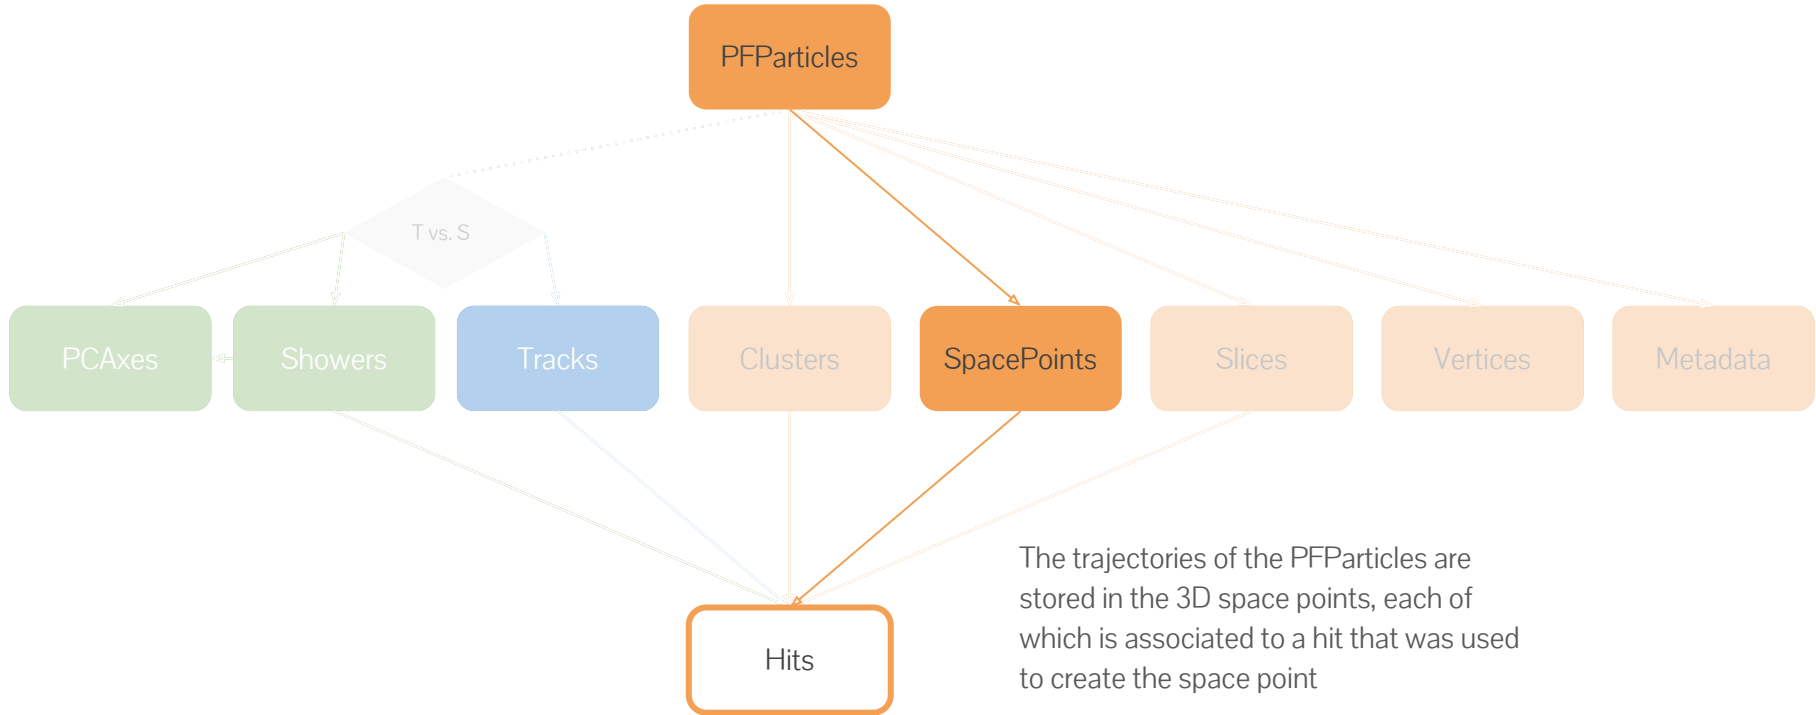 PFParticles
T vs. S
PCAxes
Showers
Tracks
Clusters
SpacePoints
Slices
Vertices
Metadata
The trajectories of the PFParticles are
stored in the 3D space points, each of
which is associated to a hit that was used
to create the space point
Hits